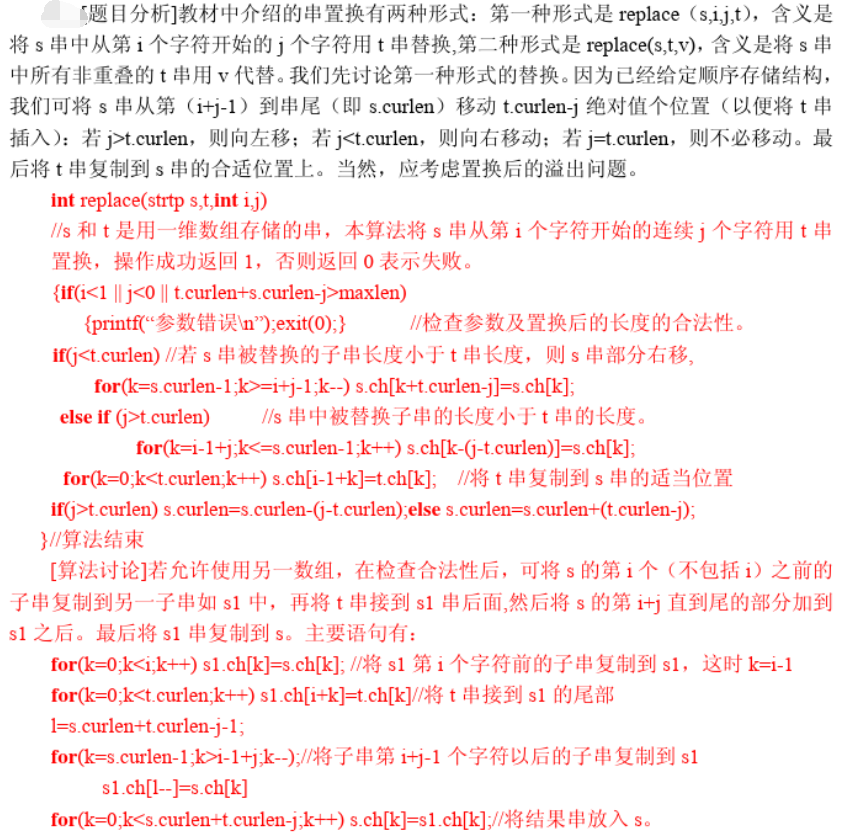 [题目分析]教材中介绍的串置换有两种形式：第一种形式是 replace（s,i,j,t），含义是
将 s 串中从第 i 个字符开始的 j 个字符用 t 串替换,第二种形式是 replace(s,t,v)，含义是将 s 串
中所有非重叠的 t 串用 v 代替。我们先讨论第一种形式的替换。因为已经给定顺序存储结构，
我们可将 s 串从第（i+j-1）到串尾（即 s.curlen）移动 t.curlen-j 绝对值个位置（以便将 t 串
插入）：若 j>t.curlen，则向左移；若 j<t.curlen，则向右移动；若 j=t.curlen，则不必移动。最
后将 t 串复制到 s 串的合适位置上。当然，应考虑置换后的溢出问题。
int replace(strtp s,t,int i,j)
//s 和 t 是用一维数组存储的串，本算法将 s 串从第 i 个字符开始的连续 j 个字符用 t 串
置换，操作成功返回 1，否则返回 0 表示失败。
{if(i<1 || j<0 || t.curlen+s.curlen-j>maxlen)
{printf(“参数错误\n”);exit(0);} //检查参数及置换后的长度的合法性。
if(j<t.curlen) //若 s 串被替换的子串长度小于 t 串长度，则 s 串部分右移,
for(k=s.curlen-1;k>=i+j-1;k--) s.ch[k+t.curlen-j]=s.ch[k];
else if (j>t.curlen) //s 串中被替换子串的长度小于 t 串的长度。
for(k=i-1+j;k<=s.curlen-1;k++) s.ch[k-(j-t.curlen)]=s.ch[k];
for(k=0;k<t.curlen;k++) s.ch[i-1+k]=t.ch[k]; //将 t 串复制到 s 串的适当位置
if(j>t.curlen) s.curlen=s.curlen-(j-t.curlen);else s.curlen=s.curlen+(t.curlen-j);
}//算法结束
[算法讨论]若允许使用另一数组，在检查合法性后，可将 s 的第 i 个（不包括 i）之前的
子串复制到另一子串如 s1 中，再将 t 串接到 s1 串后面,然后将 s 的第 i+j 直到尾的部分加到
s1 之后。最后将 s1 串复制到 s。主要语句有：
for(k=0;k<i;k++) s1.ch[k]=s.ch[k]; //将 s1 第 i 个字符前的子串复制到 s1，这时 k=i-1
for(k=0;k<t.curlen;k++) s1.ch[i+k]=t.ch[k]//将 t 串接到 s1 的尾部
l=s.curlen+t.curlen-j-1;
for(k=s.curlen-1;k>i-1+j;k--);//将子串第 i+j-1 个字符以后的子串复制到 s1
s1.ch[l--]=s.ch[k]
for(k=0;k<s.curlen+t.curlen-j;k++) s.ch[k]=s1.ch[k];//将结果串放入 s。